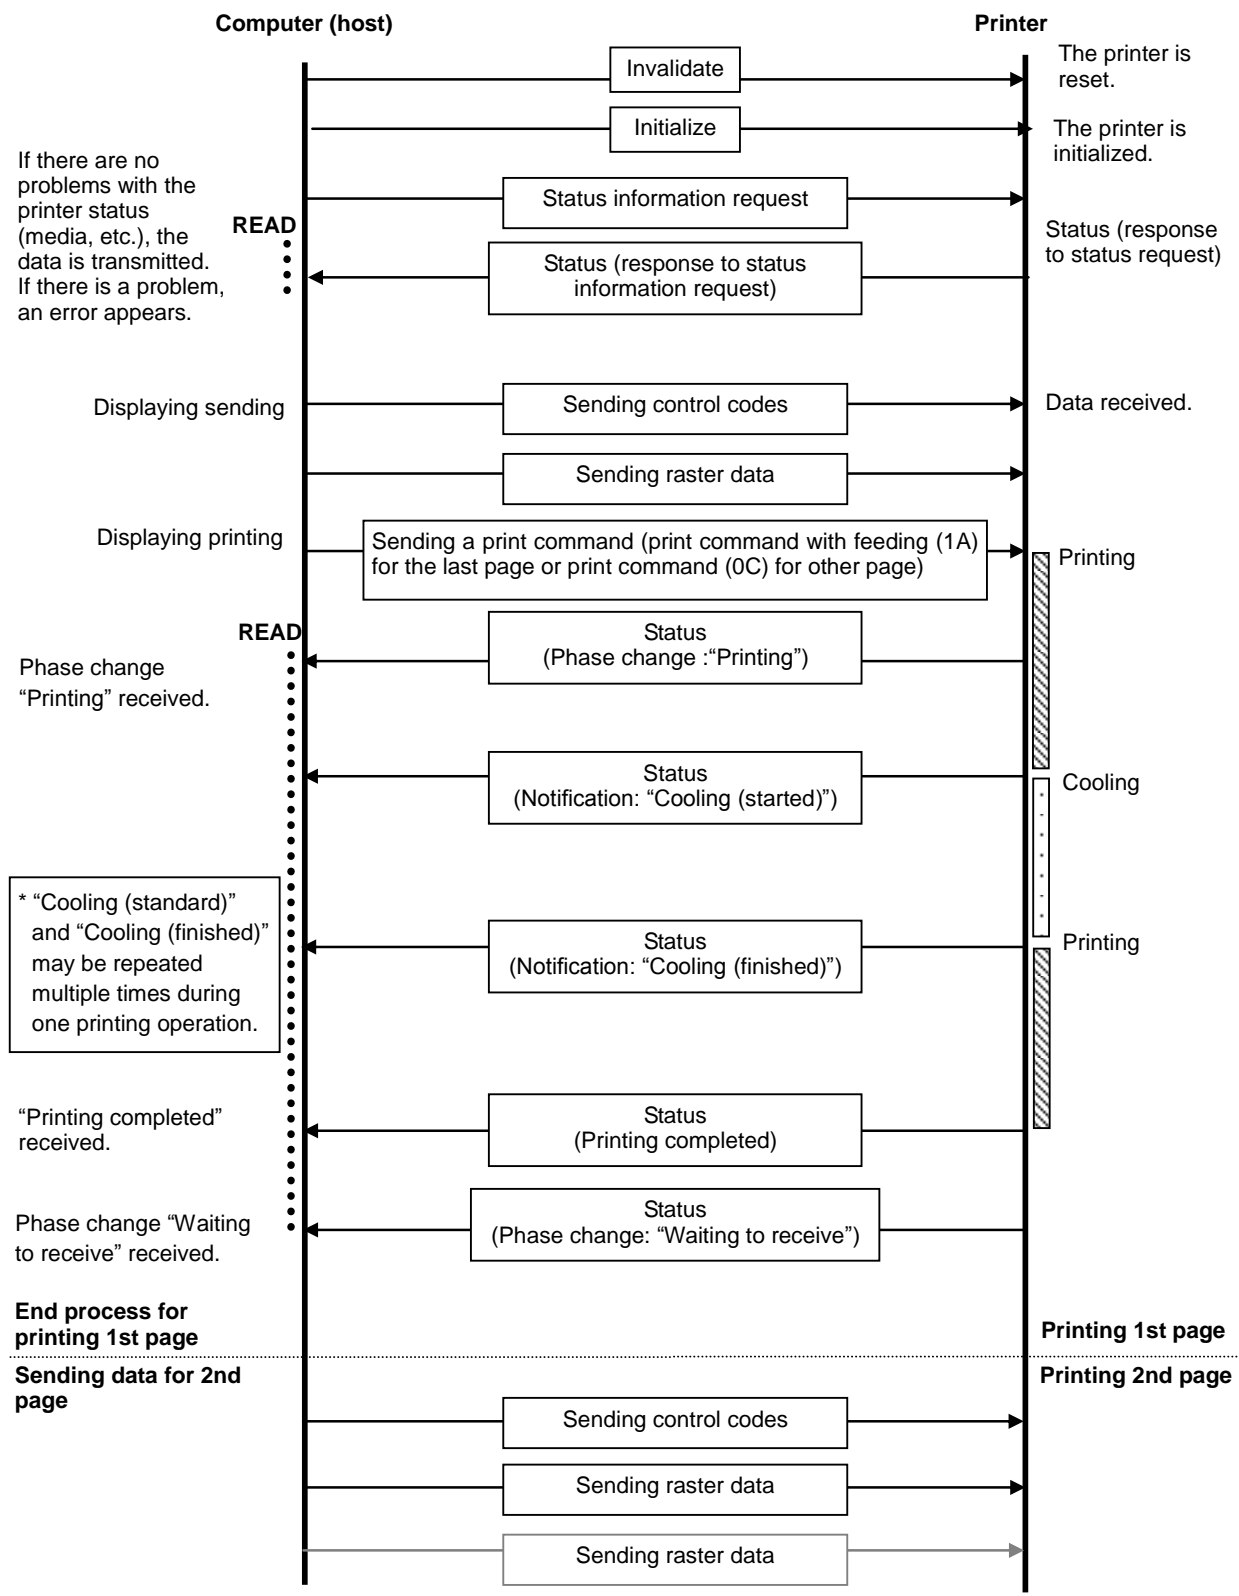 Computer (host)
Printer
Invalidate
The printer is
reset.
Initialize
The printer is
initialized.
If there are no
problems with the
printer status
(media, etc.), the
data is transmitted.
If there is a problem,
an error appears.
READ
Status information request
Status (response
to status request)
Status (response to status
information request)
Displaying sending
Sending control codes
Data received.
Sending raster data
Displaying printing
Sending a print command (print command with feeding (1A)
for the last page or print command (0C) for other page)
Printing
READ
Status
(Phase change :“Printing”)
Phase change
“Printing” received.
Status
(Notification: “Cooling (started)”)
Cooling
* “Cooling (standard)”
and “Cooling (finished)”
may be repeated
multiple times during
one printing operation.
Status
(Notification: “Cooling (finished)”)
Printing
“Printing completed”
received.
Status
(Printing completed)
Phase change “Waiting
to receive” received.
Status
(Phase change: “Waiting to receive”)
End process for
printing 1st page
Printing 1st page
Sending data for 2nd
page
Printing 2nd page
Sending control codes
Sending raster data
Sending raster data